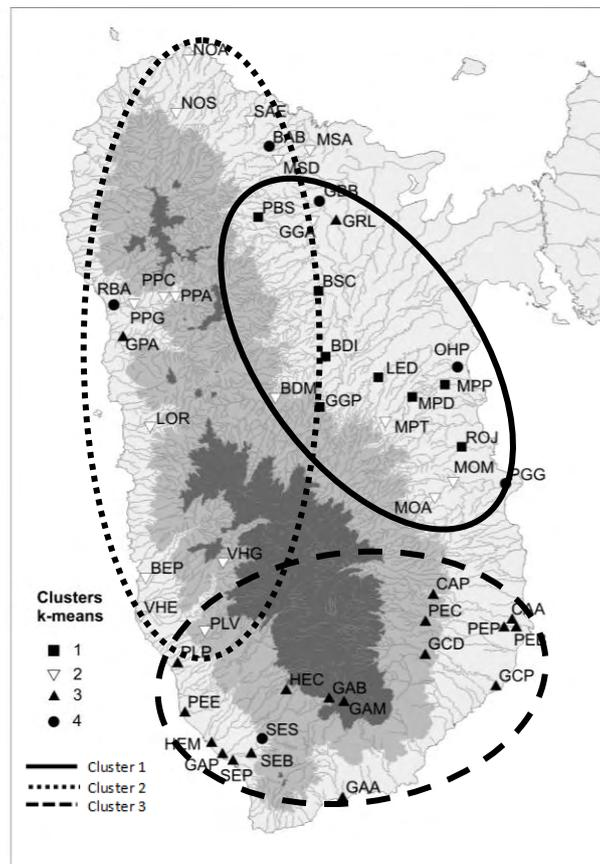 NOA
NOS
SAE
BAB
MSA
MSD
GBB
PBS
GGA
GRL
PPC
RBA
PPA
BSC
PPG
GPA
BDI
OHP
LED
MPP
BDM
GGP
MPD
LOR
MPT
ROJ
MOM
PGG
MOA
VHG
BEP
CAP
VHE
PEC
CAA
PLV
PEP
PEL
GCD
PLP
HEC
GCP
GAB
PEE
GAM
SES
HEM
GAP
SEB
SEP
GAA
Clusters
k-means
1
2
3
4
Cluster 1
Cluster 2
Cluster 3